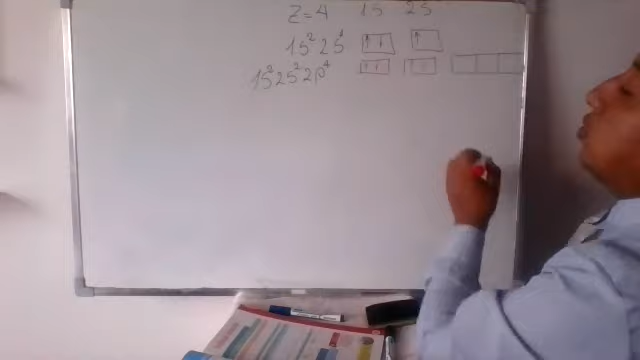 Z=4 1S 2S
1S² 2S¹ ↑↓ ↑
1S² 2S² 2p⁴ ↑↓ ↑↓